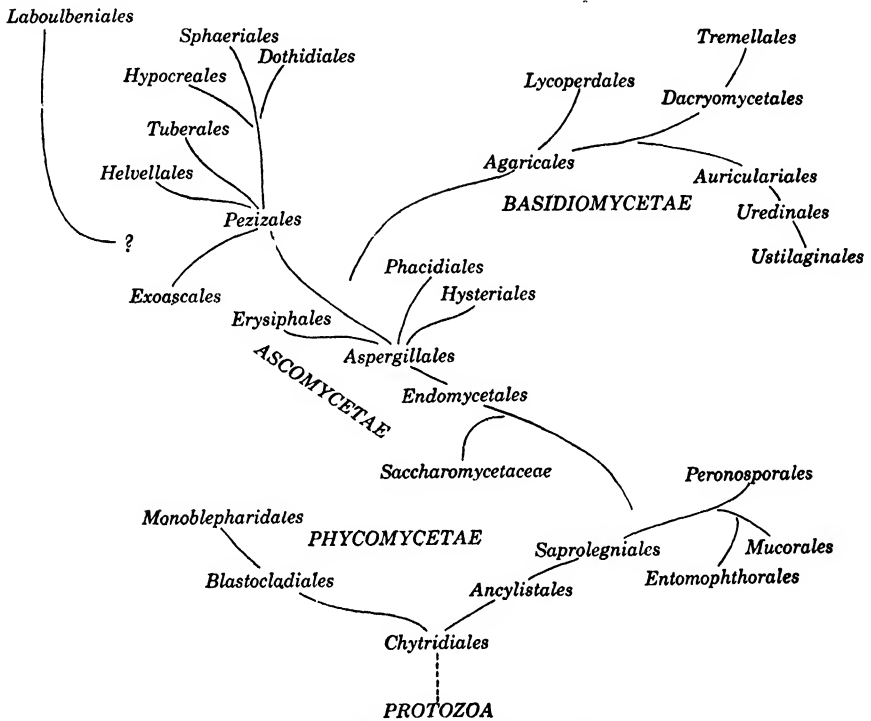 Laboulbeniales
Sphaeriales
Dothidiales
Hypocreales
Tuberales
Helvellales
Pezizales
?
Exoascales
Tremellales
Lycoperdales
Dacryomycetales
Agaricales
Auriculariales
BASIDIOMYCETAE
Uredinales
Ustilaginales
Phacidiales
Hysteriales
Erysiphales
Aspergillales
ASCOMYCETAE
Endomycetales
Saccharomycetaceae
Peronosporales
Monoblepharidates
PHYCOMYCETAE
Saprolegniales
Mucorales
Entomophthorales
Blastocladiales
Ancylistales
Chytridiales
PROTOZOA